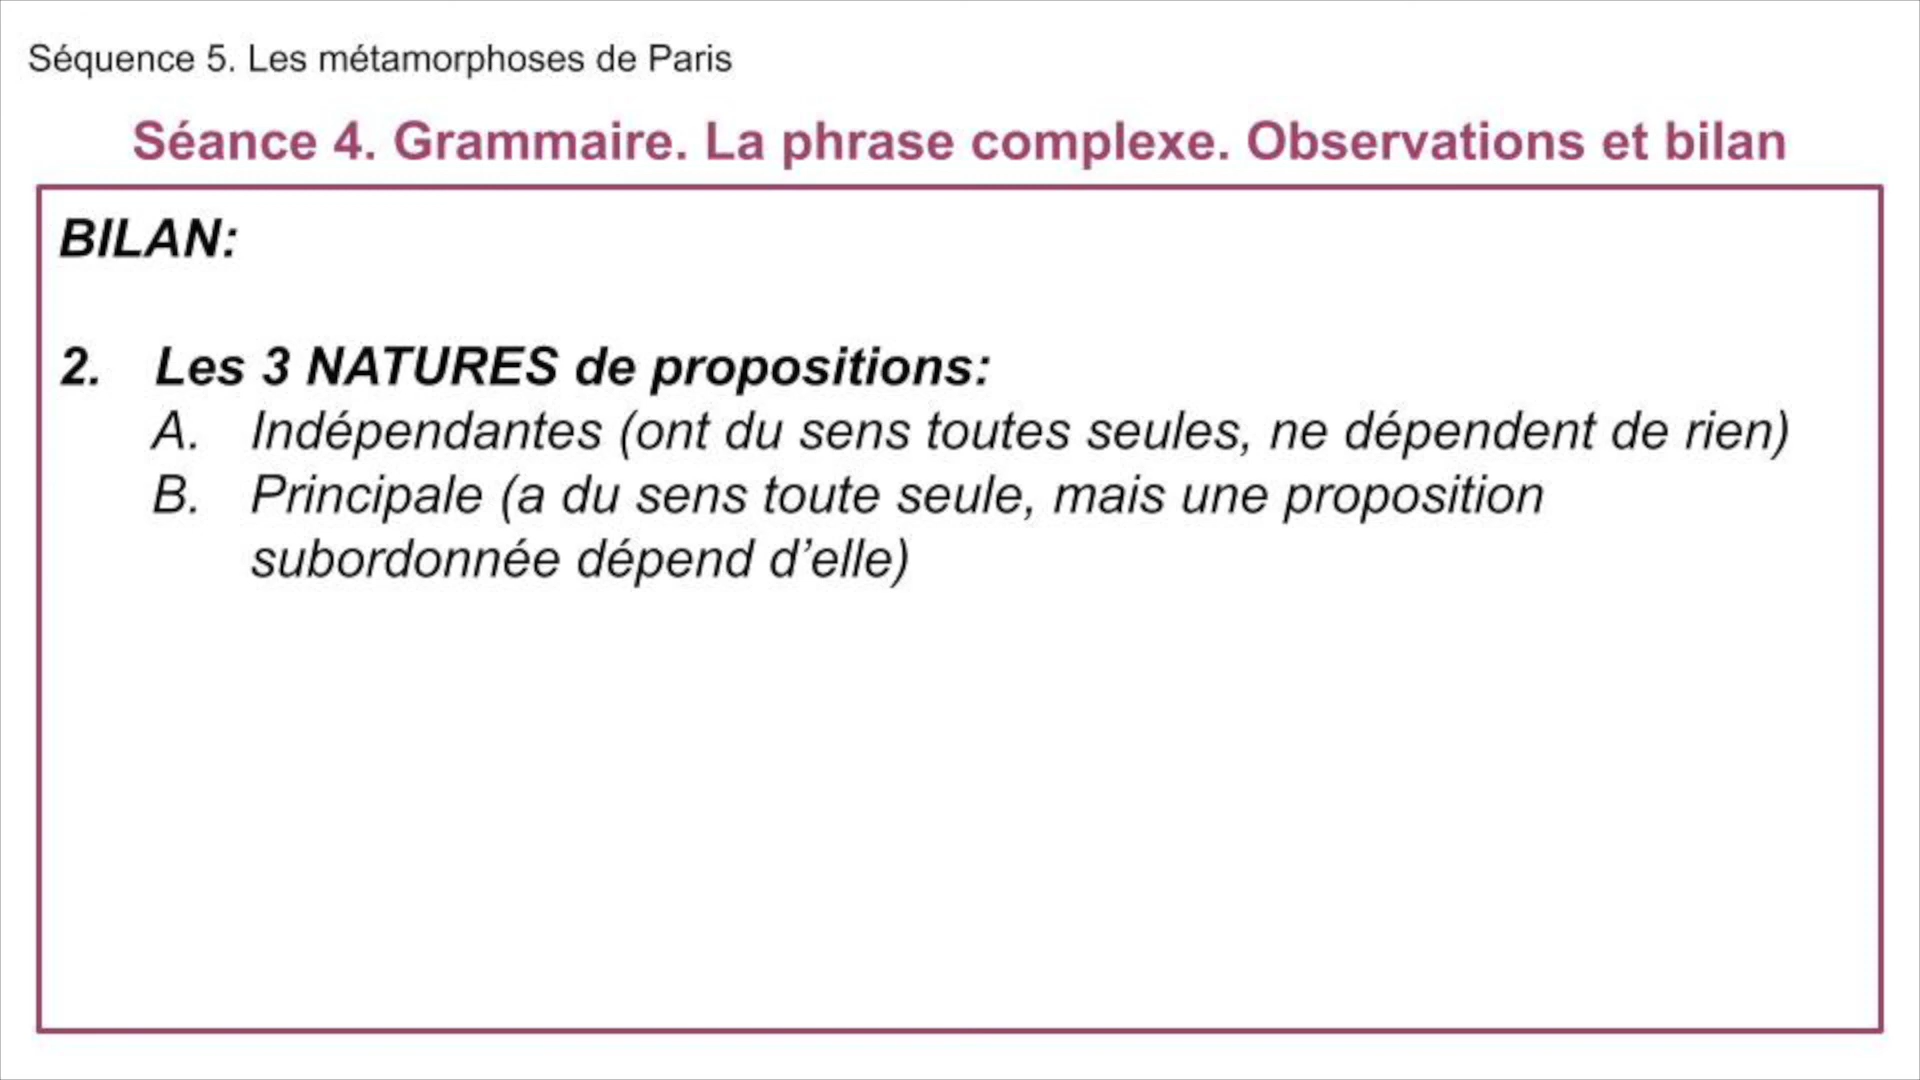 Séquence 5. Les métamorphoses de Paris
Séance 4. Grammaire. La phrase complexe. Observations et bilan
BILAN:
2. Les 3 NATURES de propositions:
A. Indépendantes (ont du sens toutes seules, ne dépendent de rien)
B. Principale (a du sens toute seule, mais une proposition
subordonnée dépend d’elle)